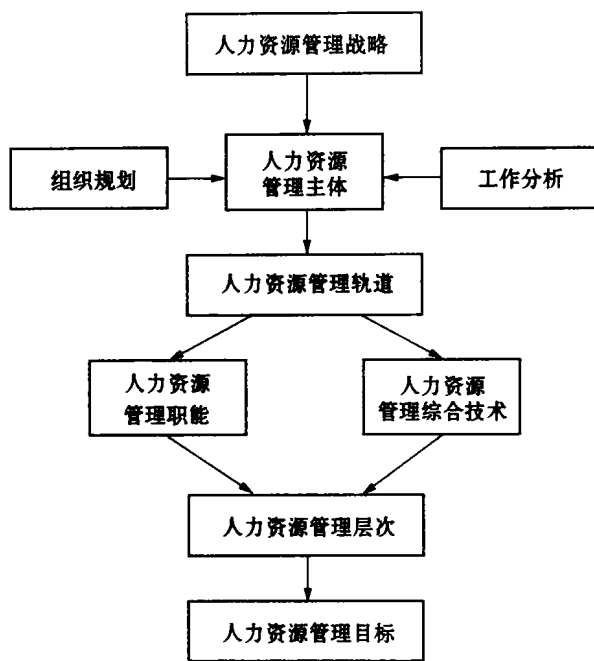 人力资源管理战略
组织规划
人力资源
管理主体
工作分析
人力资源管理轨道
人力资源
管理职能
人力资源
管理综合技术
人力资源管理层次
人力资源管理目标